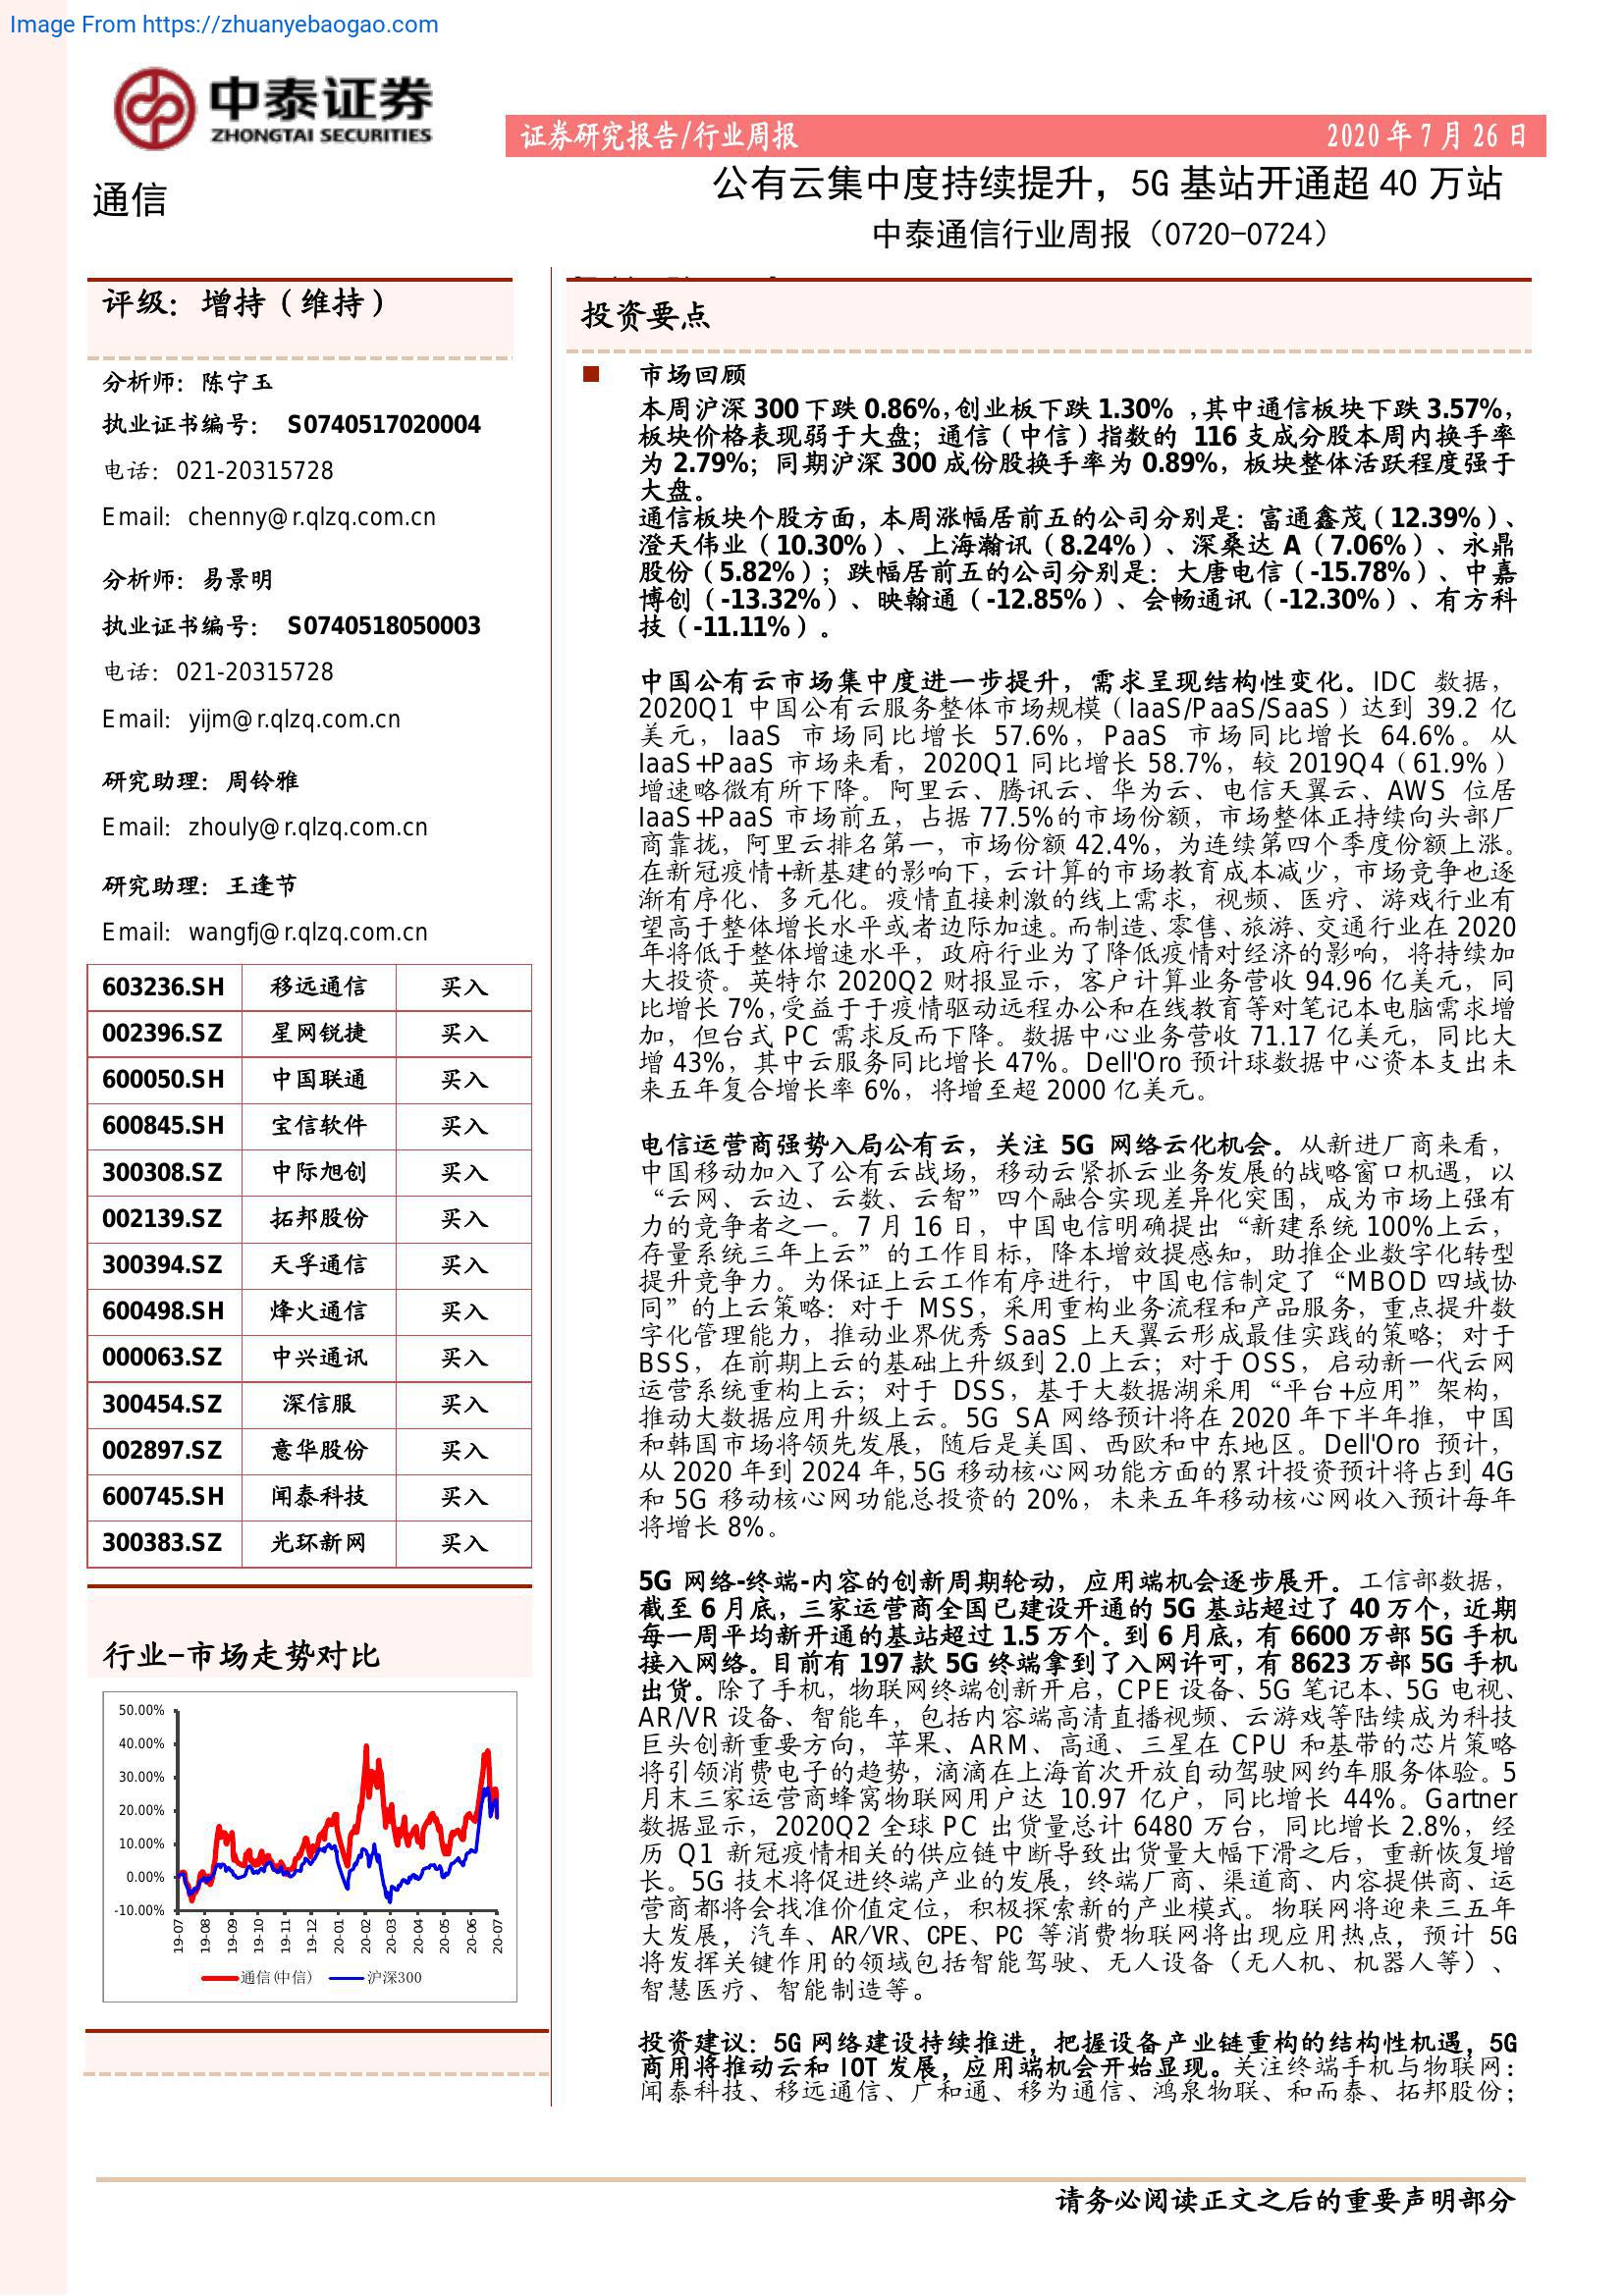 Image From https://zhuanyebaogao.com
中泰证券
ZHONGTAI SECURITIES
证券研究报告/行业周报
2020 年 7 月 26 日
通信
公有云集中度持续提升，5G 基站开通超 40 万站
中泰通信行业周报（0720-0724）
评级：增持（维持）
分析师：陈宁玉
执业证书编号： S0740517020004
电话：021-20315728
Email：chenny@r.qlzq.com.cn
分析师：易景明
执业证书编号： S0740518050003
电话：021-20315728
Email：yijm@r.qlzq.com.cn
研究助理：周铃雅
Email：zhouly@r.qlzq.com.cn
研究助理：王逢节
Email：wangfj@r.qlzq.com.cn
603236.SH 移远通信 买入
002396.SZ 星网锐捷 买入
600050.SH 中国联通 买入
600845.SH 宝信软件 买入
300308.SZ 中际旭创 买入
002139.SZ 拓邦股份 买入
300394.SZ 天孚通信 买入
600498.SH 烽火通信 买入
000063.SZ 中兴通讯 买入
300454.SZ 深信服 买入
002897.SZ 意华股份 买入
600745.SH 闻泰科技 买入
300383.SZ 光环新网 买入
行业-市场走势对比
50.00%
40.00%
30.00%
20.00%
10.00%
0.00%
-10.00%
19-07 19-08 19-09 19-10 19-11 19-12 20-01 20-02 20-03 20-04 20-05 20-06 20-07
通信(中信) 沪深300
投资要点
市场回顾
本周沪深 300 下跌 0.86%，创业板下跌 1.30% ，其中通信板块下跌 3.57%，
板块价格表现弱于大盘；通信（中信）指数的 116 支成分股本周内换手率
为 2.79%；同期沪深 300 成份股换手率为 0.89%，板块整体活跃程度强于
大盘。
通信板块个股方面，本周涨幅居前五的公司分别是：富通鑫茂（12.39%）、
澄天伟业（10.30%）、上海瀚讯（8.24%）、深桑达 A（7.06%）、永鼎
股份（5.82%）；跌幅居前五的公司分别是：大唐电信（-15.78%）、中嘉
博创（-13.32%）、映翰通（-12.85%）、会畅通讯（-12.30%）、有方科
技（-11.11%）。
中国公有云市场集中度进一步提升，需求呈现结构性变化。IDC 数据，
2020Q1 中国公有云服务整体市场规模（IaaS/PaaS/SaaS）达到 39.2 亿
美元，IaaS 市场同比增长 57.6%，PaaS 市场同比增长 64.6%。从
IaaS+PaaS 市场来看，2020Q1 同比增长 58.7%，较 2019Q4（61.9%）
增速略微有所下降。阿里云、腾讯云、华为云、电信天翼云、AWS 位居
IaaS+PaaS 市场前五，占据 77.5%的市场份额，市场整体正持续向头部厂
商靠拢，阿里云排名第一，市场份额 42.4%，为连续第四个季度份额上涨。
在新冠疫情+新基建的影响下，云计算的市场教育成本减少，市场竞争也逐
渐有序化、多元化。疫情直接刺激的线上需求，视频、医疗、游戏行业有
望高于整体增长水平或者边际加速。而制造、零售、旅游、交通行业在 2020
年将低于整体增速水平，政府行业为了降低疫情对经济的影响，将持续加
大投资。英特尔 2020Q2 财报显示，客户计算业务营收 94.96 亿美元，同
比增长 7%，受益于于疫情驱动远程办公和在线教育等对笔记本电脑需求增
加，但台式 PC 需求反而下降。数据中心业务营收 71.17 亿美元，同比大
增 43%，其中云服务同比增长 47%。Dell'Oro 预计球数据中心资本支出未
来五年复合增长率 6%，将增至超 2000 亿美元。
电信运营商强势入局公有云，关注 5G 网络云化机会。从新进厂商来看，
中国移动加入了公有云战场，移动云紧抓云业务发展的战略窗口机遇，以
“云网、云边、云数、云智”四个融合实现差异化突围，成为市场上强有
力的竞争者之一。7 月 16 日，中国电信明确提出“新建系统 100%上云，
存量系统三年上云”的工作目标，降本增效提感知，助推企业数字化转型
提升竞争力。为保证上云工作有序进行，中国电信制定了“MBOD 四域协
同”的上云策略：对于 MSS，采用重构业务流程和产品服务，重点提升数
字化管理能力，推动业界优秀 SaaS 上天翼云形成最佳实践的策略；对于
BSS，在前期上云的基础上升级到 2.0 上云；对于 OSS，启动新一代云网
运营系统重构上云；对于 DSS，基于大数据湖采用“平台+应用”架构，
推动大数据应用升级上云。5G SA 网络预计将在 2020 年下半年推，中国
和韩国市场将领先发展，随后是美国、西欧和中东地区。Dell'Oro 预计，
从 2020 年到 2024 年，5G 移动核心网功能方面的累计投资预计将占到 4G
和 5G 移动核心网功能总投资的 20%，未来五年移动核心网收入预计每年
将增长 8%。
5G 网络-终端-内容的创新周期轮动，应用端机会逐步展开。工信部数据，
截至 6 月底，三家运营商全国已建设开通的 5G 基站超过了 40 万个，近期
每一周平均新开通的基站超过 1.5 万个。到 6 月底，有 6600 万部 5G 手机
接入网络。目前有 197 款 5G 终端拿到了入网许可，有 8623 万部 5G 手机
出货。除了手机，物联网终端创新开启，CPE 设备、5G 笔记本、5G 电视、
AR/VR 设备、智能车，包括内容端高清直播视频、云游戏等陆续成为科技
巨头创新重要方向，苹果、ARM、高通、三星在 CPU 和基带的芯片策略
将引领消费电子的趋势，滴滴在上海首次开放自动驾驶网约车服务体验。5
月末三家运营商蜂窝物联网用户达 10.97 亿户，同比增长 44%。Gartner
数据显示，2020Q2 全球 PC 出货量总计 6480 万台，同比增长 2.8%，经
历 Q1 新冠疫情相关的供应链中断导致出货量大幅下滑之后，重新恢复增
长。5G 技术将促进终端产业的发展，终端厂商、渠道商、内容提供商、运
营商都将会找准价值定位，积极探索新的产业模式。物联网将迎来三五年
大发展，汽车、AR/VR、CPE、PC 等消费物联网将出现应用热点，预计 5G
将发挥关键作用的领域包括智能驾驶、无人设备（无人机、机器人等）、
智慧医疗、智能制造等。
投资建议：5G 网络建设持续推进，把握设备产业链重构的结构性机遇，5G
商用将推动云和 IOT 发展，应用端机会开始显现。关注终端手机与物联网：
闻泰科技、移远通信、广和通、移为通信、鸿泉物联、和而泰、拓邦股份；
请务必阅读正文之后的重要声明部分